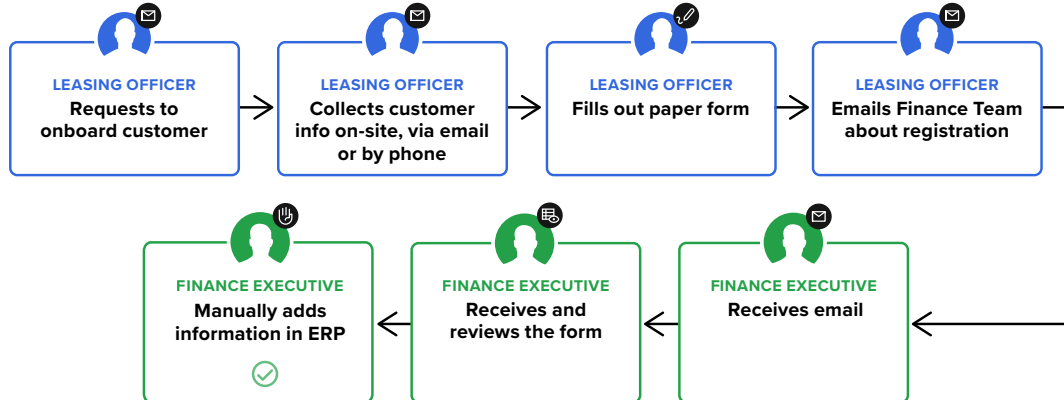 LEASING OFFICER
Requests to
onboard customer
LEASING OFFICER
Collects customer
info on-site, via email
or by phone
LEASING OFFICER
Fills out paper form
LEASING OFFICER
Emails Finance Team
about registration
FINANCE EXECUTIVE
Receives email
FINANCE EXECUTIVE
Receives and
reviews the form
FINANCE EXECUTIVE
Manually adds
information in ERP